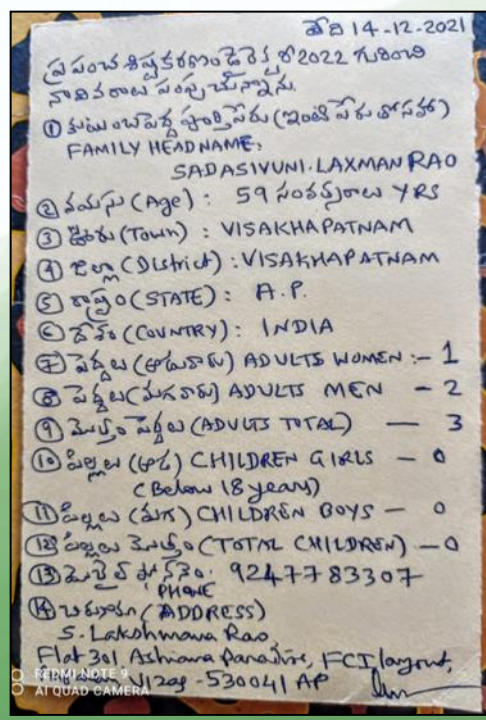 తేది 14-12-2021
ప్రపంచ శిష్టకరణం డైరెక్టరీ 2022 గురించి
నా వివరాలు పంపుచున్నాను.
① కుటుంబ పెద్ద పూర్తి పేరు (ఇంటి పేరుతో సహా)
FAMILY HEAD NAME,
SADASIVUNI. LAXMAN RAO
② వయసు (Age) : 59 సంవత్సరాలు YRS
③ ఊరు (Town) : VISAKHAPATNAM
④ జిల్లా (District) : VISAKHAPATNAM
⑤ రాష్ట్రం (STATE) : A.P.
⑥ దేశం (COUNTRY) : INDIA
⑦ పెద్దలు (ఆడువారు) ADULTS WOMEN :- 1
⑧ పెద్దలు (మగవారు) ADULTS MEN - 2
⑨ మొత్తం పెద్దలు (ADULTS TOTAL) — 3
⑩ పిల్లలు (ఆడ) CHILDREN GIRLS - 0
(Below 18 years)
⑪ పిల్లలు (మగ) CHILDREN BOYS - 0
⑫ పిల్లలు మొత్తం (TOTAL CHILDREN) - 0
⑬ మొబైల్ ఫోన్ నెం. 9247783307
PHONE
⑭ చిరునామా (ADDRESS)
S. Lakshmana Rao,
Flat 301 Ashiana Paradise, FCI layout,
Vizag - 530041 AP
REDMI NOTE 9
AI QUAD CAMERA